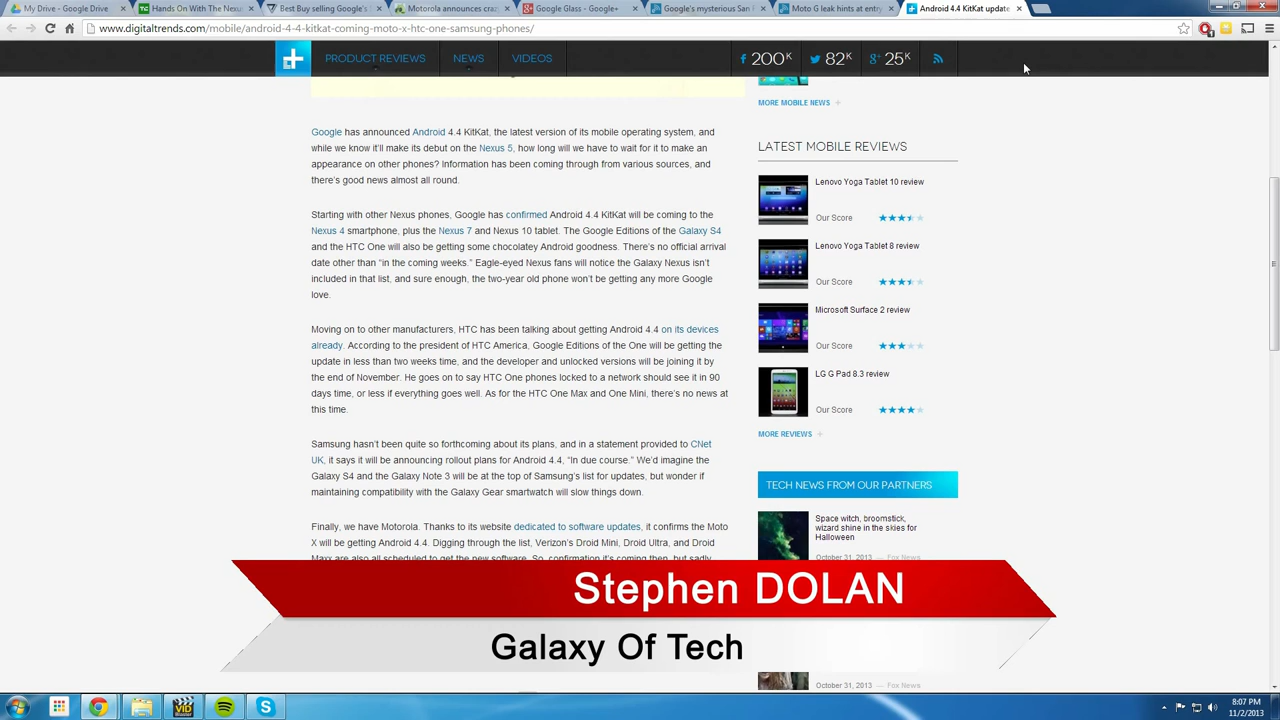 My Drive -
Hands On With The Nexus
Best Buy selling Google's
Motorola announces craz
Google Glass - Google+
Google's mysterious San F
Moto G leak hints at entry
Android 4.4 KitKat update
www.digitaltrends.com/mobile/android-4-4-kitkat-coming-moto-x-htc-one-samsung-phones/
PRODUCT REVIEWS
NEWS
VIDEOS
200K
82K
25K
MORE MOBILE NEWS +
Google has announced Android 4.4 KitKat, the latest version of its mobile operating system, and
while we know it'll make its debut on the Nexus 5, how long will we have to wait for it to make an
appearance on other phones? Information has been coming through from various sources, and
there's good news almost all round.
Starting with other Nexus phones, Google has confirmed Android 4.4 KitKat will be coming to the
Nexus 4 smartphone, plus the Nexus 7 and Nexus 10 tablet. The Google Editions of the Galaxy S4
and the HTC One will also be getting some chocolatey Android goodness. There's no official arrival
date other than “in the coming weeks.” Eagle-eyed Nexus fans will notice the Galaxy Nexus isn't
included in that list, and sure enough, the two-year old phone won't be getting any more Google
love.
Moving on to other manufacturers, HTC has been talking about getting Android 4.4 on its devices
already. According to the president of HTC America, Google Editions of the One will be getting the
update in less than two weeks time, and the developer and unlocked versions will be joining it by
the end of November. He goes on to say HTC One phones locked to a network should see it in 90
days time, or less if everything goes well. As for the HTC One Max and One Mini, there's no news at
this time.
Samsung hasn't been quite so forthcoming about its plans, and in a statement provided to CNet
UK, it says it will be announcing rollout plans for Android 4.4, “In due course.” We'd imagine the
Galaxy S4 and the Galaxy Note 3 will be at the top of Samsung's list for updates, but wonder if
maintaining compatibility with the Galaxy Gear smartwatch will slow things down.
Finally, we have Motorola. Thanks to its website dedicated to software updates, it confirms the Moto
X will be getting Android 4.4. Digging through the list, Verizon's Droid Mini, Droid Ultra, and Droid
Maxx are also all scheduled to get the new software. So, confirmation it's coming then, but sadly
LATEST MOBILE REVIEWS
Lenovo Yoga Tablet 10 review
Our Score
Lenovo Yoga Tablet 8 review
Our Score
Microsoft Surface 2 review
Our Score
LG G Pad 8.3 review
Our Score
MORE REVIEWS +
TECH NEWS FROM OUR PARTNERS
Space witch, broomstick,
wizard shine in the skies for
Halloween
October 31, 2013 — Fox News
October 31, 2013 — Fox News
Stephen DOLAN
Galaxy Of Tech
8:07 PM
11/2/2013